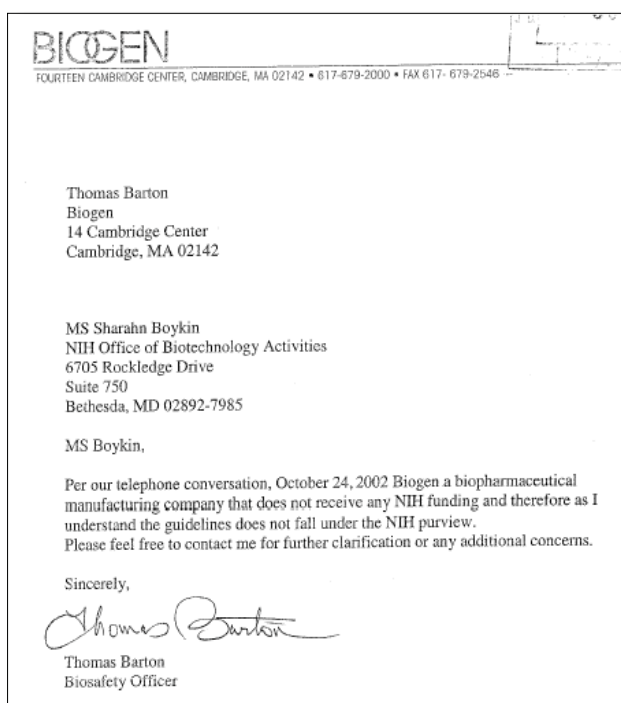 BIOGEN
FOURTEEN CAMBRIDGE CENTER, CAMBRIDGE, MA 02142 • 617-679-2000 • FAX 617- 679-2546
Thomas Barton
Biogen
14 Cambridge Center
Cambridge, MA 02142
MS Sharahn Boykin
NIH Office of Biotechnology Activities
6705 Rockledge Drive
Suite 750
Bethesda, MD 02892-7985
MS Boykin,
Per our telephone conversation, October 24, 2002 Biogen a biopharmaceutical
manufacturing company that does not receive any NIH funding and therefore as I
understand the guidelines does not fall under the NIH purview.
Please feel free to contact me for further clarification or any additional concerns.
Sincerely,
Thomas Barton
Thomas Barton
Biosafety Officer